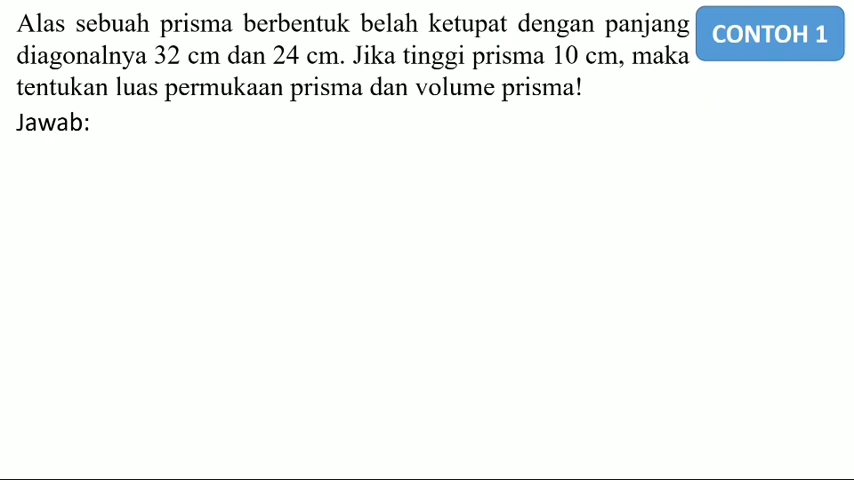 Alas sebuah prisma berbentuk belah ketupat dengan panjang
diagonalnya 32 cm dan 24 cm. Jika tinggi prisma 10 cm, maka
tentukan luas permukaan prisma dan volume prisma!
Jawab:
CONTOH 1